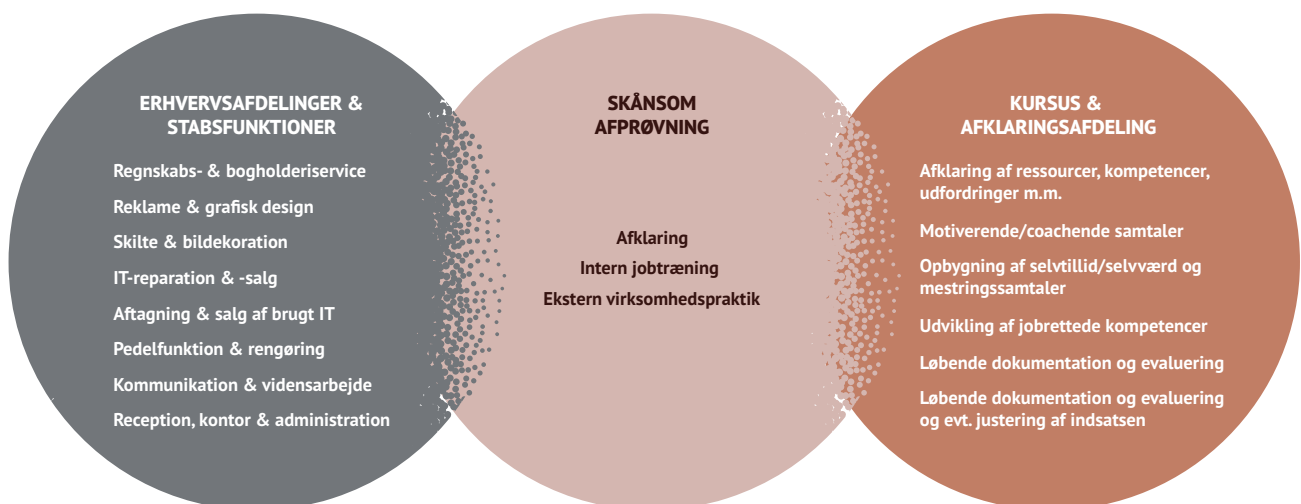 ERHVERVSAFDELINGER &
STABSFUNKTIONER
Regnskabs- & bogholderiservice
Reklame & grafisk design
Skilte & bildekoration
IT-reparation & -salg
Aftagning & salg af brugt IT
Pedelfunktion & rengøring
Kommunikation & vidensarbejde
Reception, kontor & administration
SKÅNSOM
AFPRØVNING
Afklaring
Intern jobtræning
Ekstern virksomhedspraktik
KURSUS &
AFKLARINGSAFDELING
Afklaring af ressourcer, kompetencer,
udfordringer m.m.
Motiverende/coachende samtaler
Opbygning af selvtillid/selvværd og
mestringssamtaler
Udvikling af jobrettede kompetencer
Løbende dokumentation og evaluering
Løbende dokumentation og evaluering
og evt. justering af indsatsen